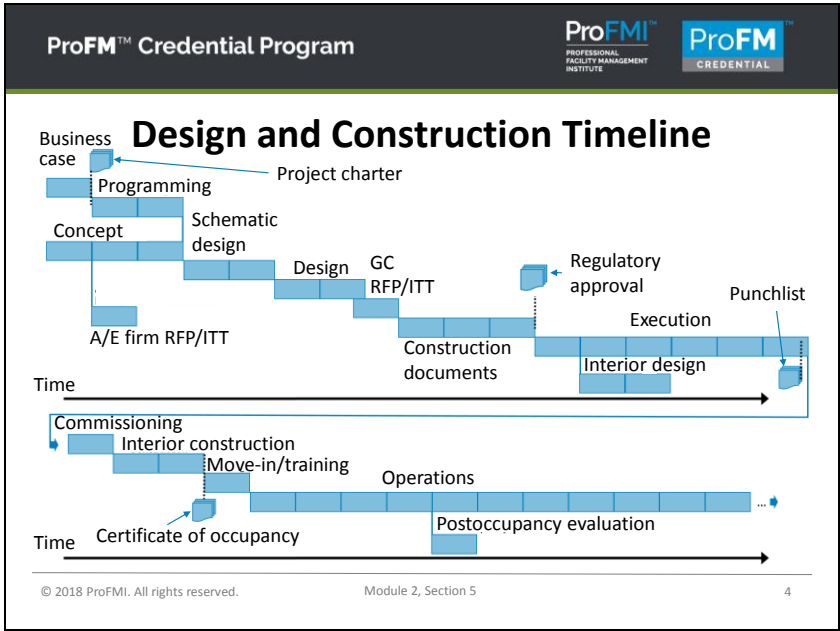 ProFM™ Credential Program
ProFMI™
PROFESSIONAL
FACILITY MANAGEMENT
INSTITUTE
ProFM™
CREDENTIAL
Design and Construction Timeline
Business
case
Project charter
Programming
Concept
Schematic
design
A/E firm RFP/ITT
Design
GC
RFP/ITT
Construction
documents
Regulatory
approval
Punchlist
Execution
Interior design
Time
Commissioning
Interior construction
Move-in/training
Operations
...
Certificate of occupancy
Postoccupancy evaluation
Time
© 2018 ProFMI. All rights reserved.
Module 2, Section 5
4